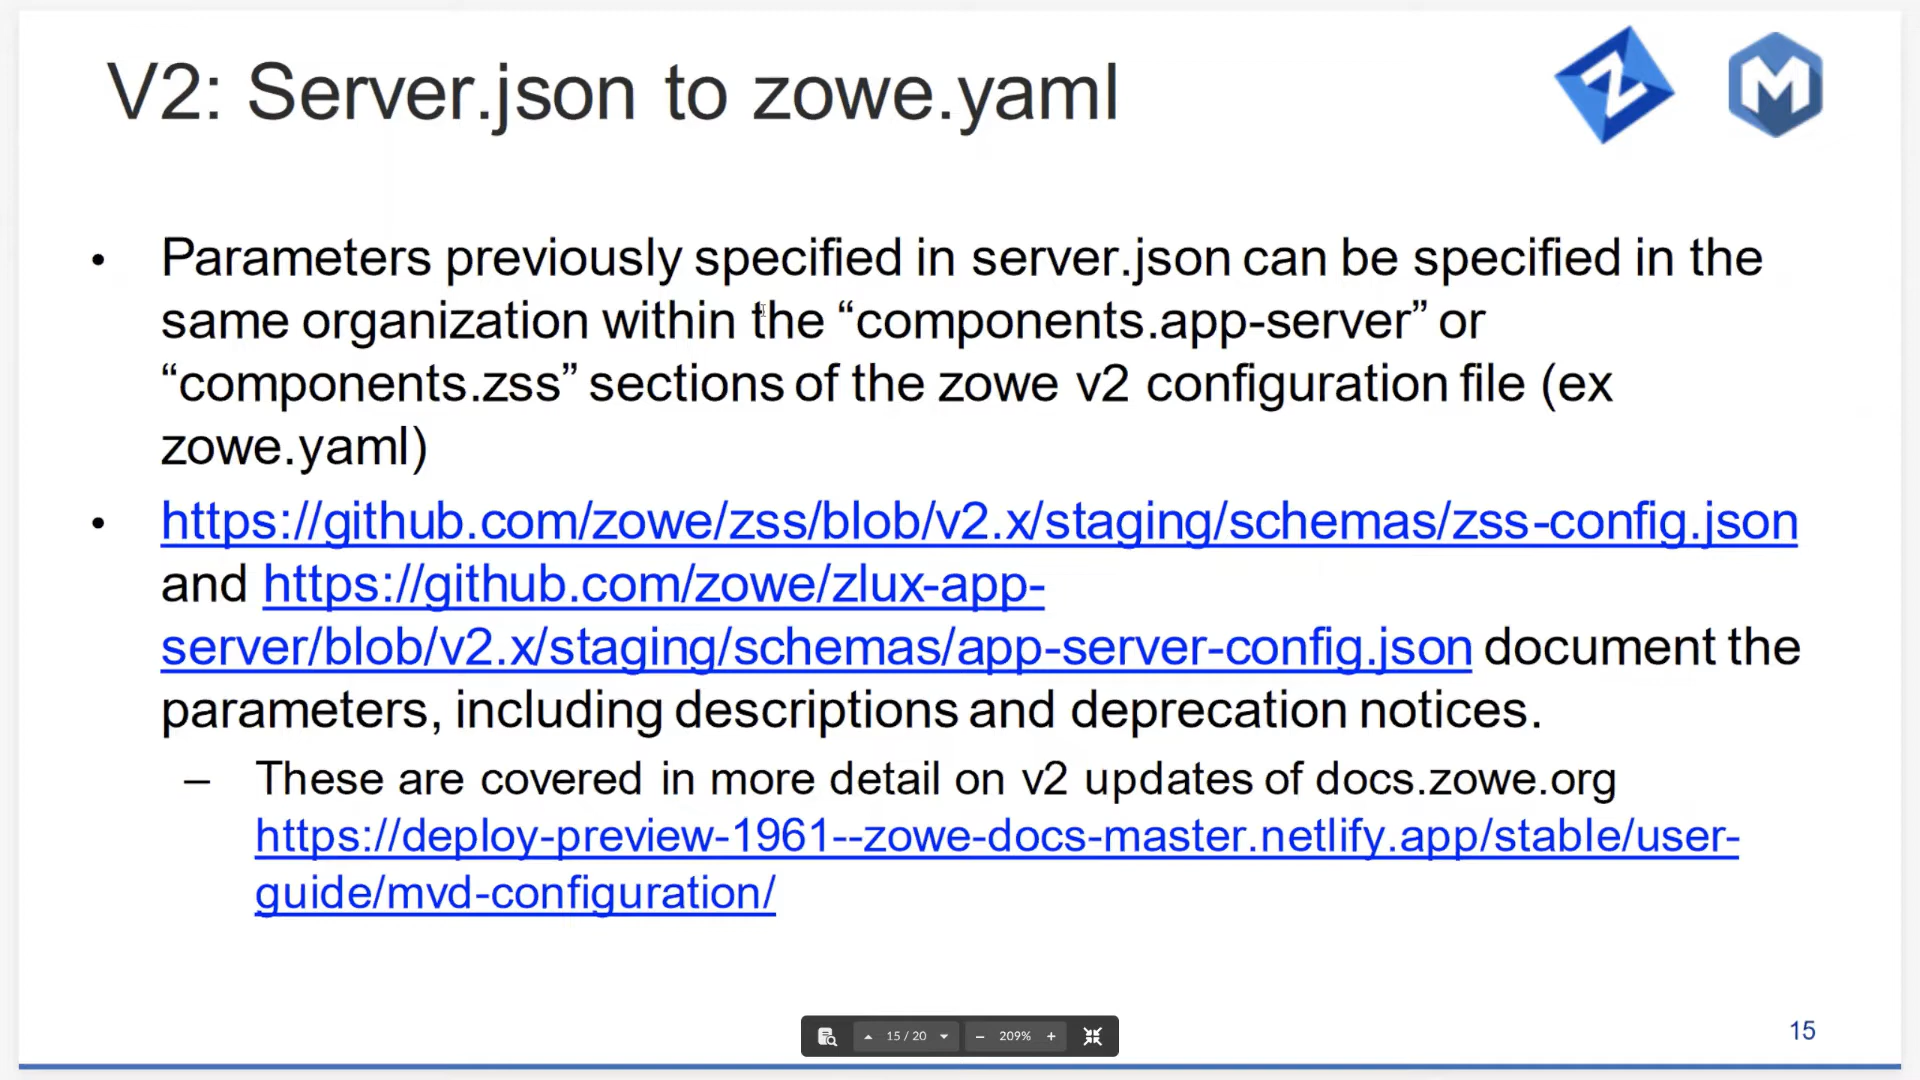 V2: Server.json to zowe.yaml
• Parameters previously specified in server.json can be specified in the
same organization within the “components.app-server” or
“components.zss” sections of the zowe v2 configuration file (ex
zowe.yaml)
• https://github.com/zowe/zss/blob/v2.x/staging/schemas/zss-config.json
and https://github.com/zowe/zlux-app-
server/blob/v2.x/staging/schemas/app-server-config.json document the
parameters, including descriptions and deprecation notices.
– These are covered in more detail on v2 updates of docs.zowe.org
https://deploy-preview-1961--zowe-docs-master.netlify.app/stable/user-
guide/mvd-configuration/
15 / 20
209%
15